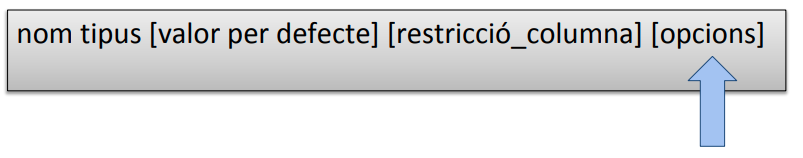 nom tipus [valor per defecte] [restricció_columna] [opcions]